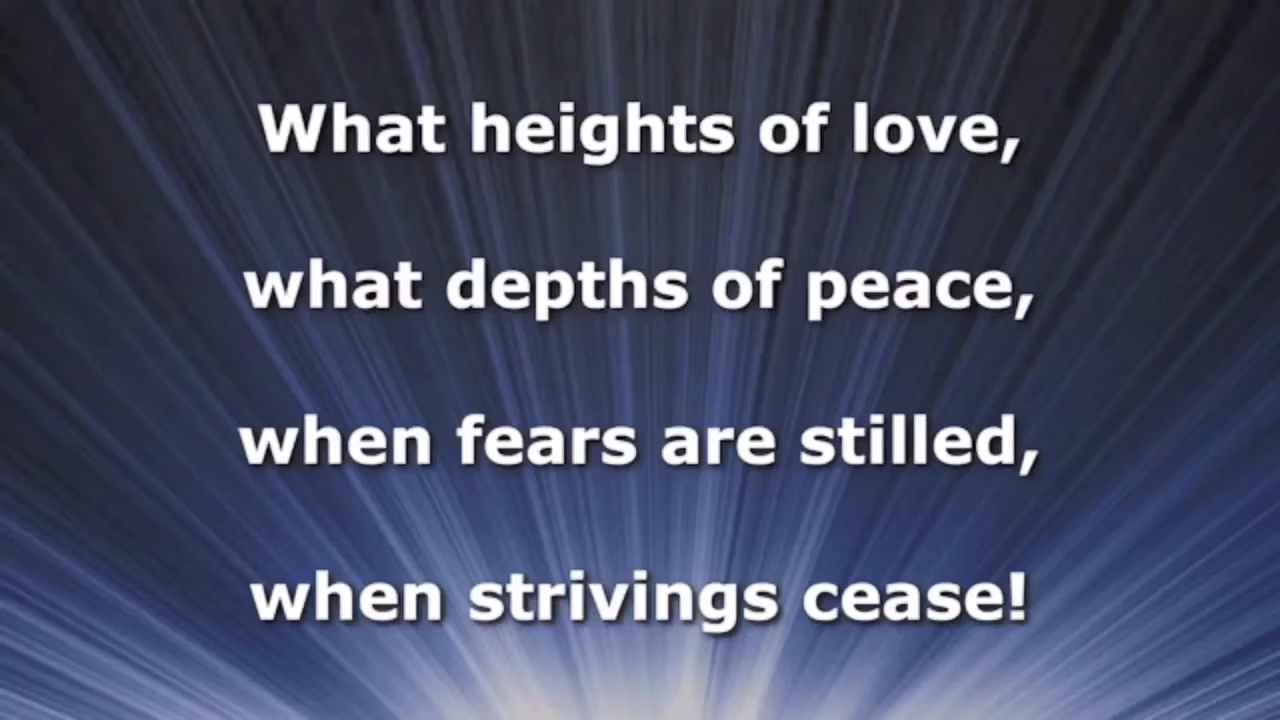 What heights of love,
what depths of peace,
when fears are stilled,
when strivings cease!